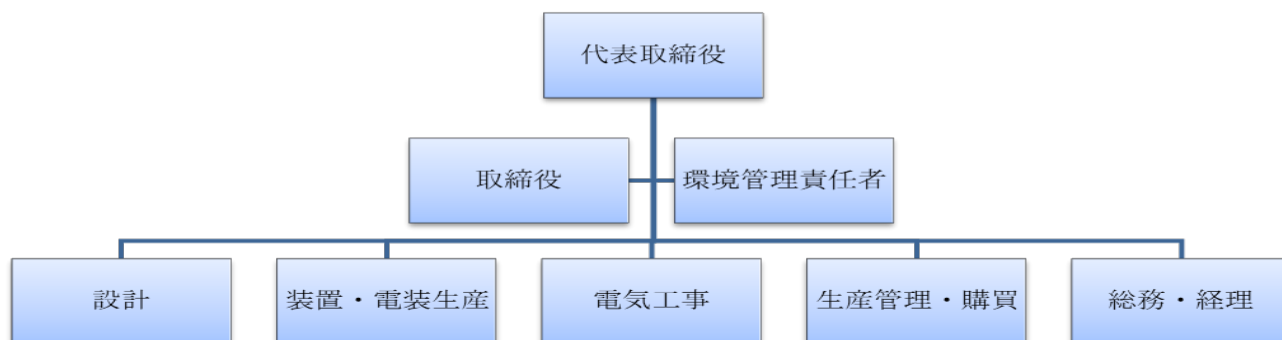 代表取締役
取締役
環境管理責任者
設計
装置・電装生産
電気工事
生産管理・購買
総務・経理